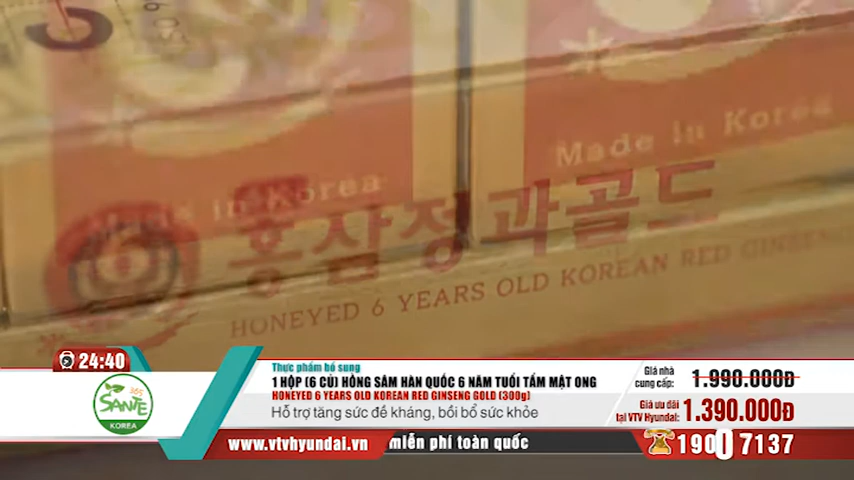 Made in Korea
Made in Korea
홍삼정과골드
HONEYED 6 YEARS OLD KOREAN RED GINSENG
24:40
Thực phẩm bổ sung
1 HỘP (6 CỦ) HỒNG SÂM HÀN QUỐC 6 NĂM TUỔI TẨM MẬT ONG
HONEYED 6 YEARS OLD KOREAN RED GINSENG GOLD (300g)
Hỗ trợ tăng sức đề kháng, bồi bổ sức khỏe
Giá nhà
cung cấp:
1.990.000Đ
Giá ưu đãi
tại VTV Hyundai:
1.390.000Đ
365
SANTE
KOREA
www.vtvhyundai.vn
miễn phí toàn quốc
1900 7137